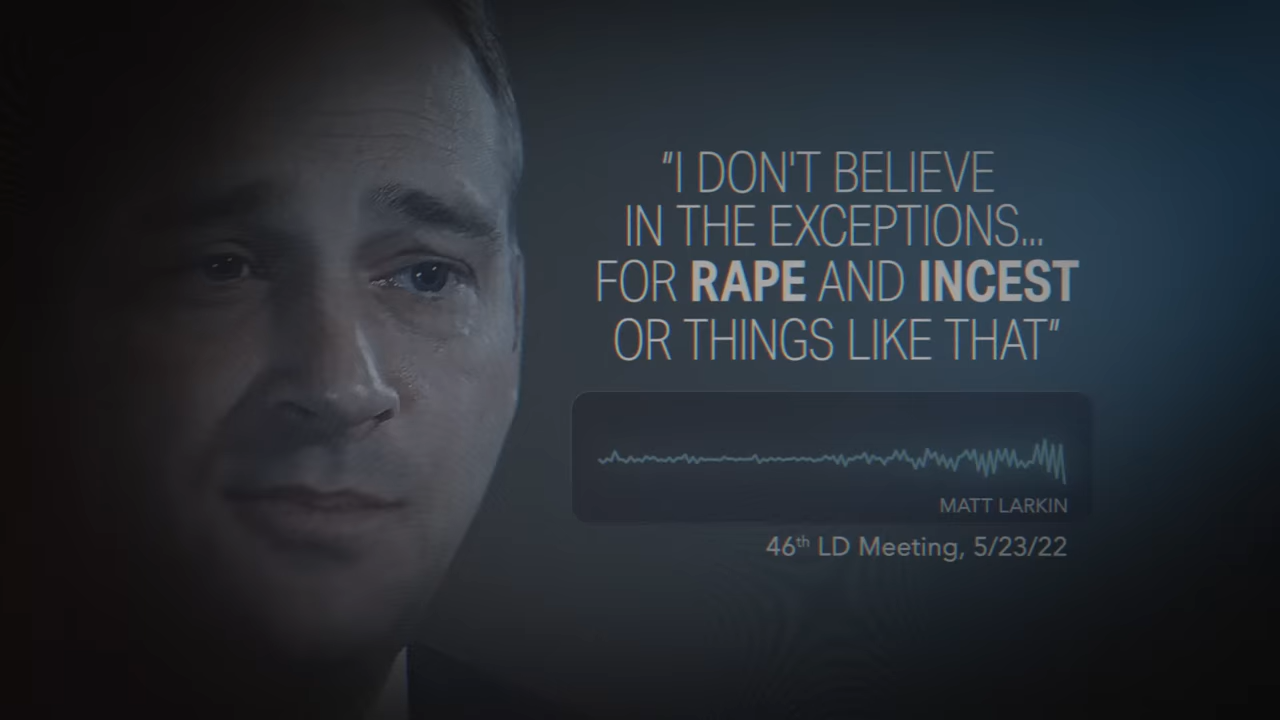 "I DON'T BELIEVE
IN THE EXCEPTIONS...
FOR RAPE AND INCEST
OR THINGS LIKE THAT"
MATT LARKIN
46th LD Meeting, 5/23/22